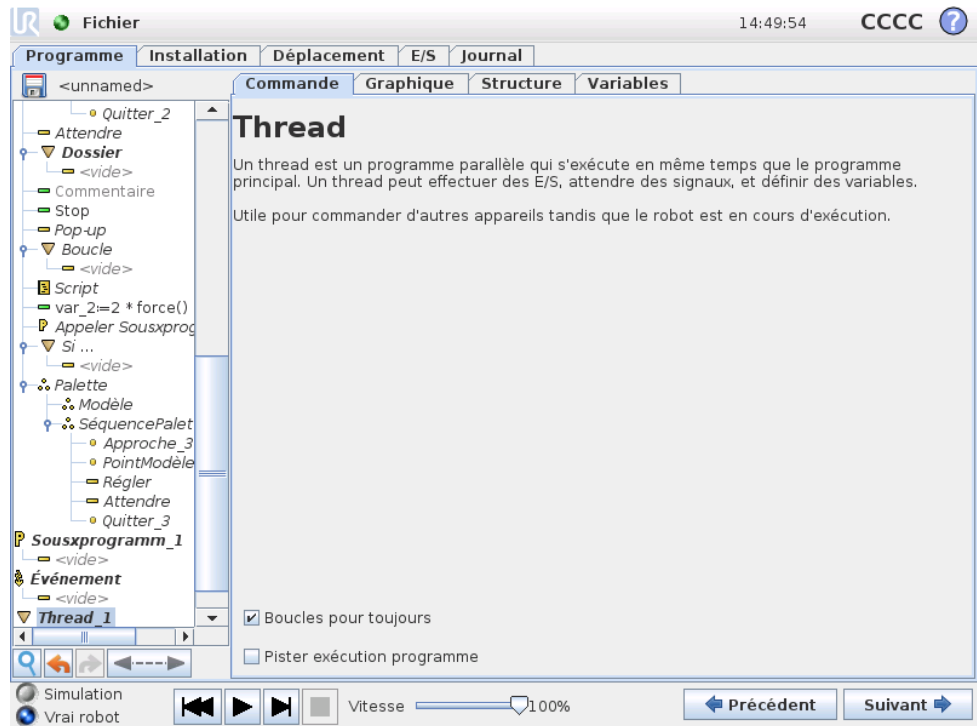 UR Fichier 14:49:54 CCCC ?
Programme Installation Déplacement E/S Journal
<unnamed>
Commande Graphique Structure Variables
Quitter_2
Attendre
Dossier
<vide>
Commentaire
Stop
Pop-up
Boucle
<vide>
Script
var_2:=2 * force()
Appeler Sousxprog
Si ...
<vide>
Palette
Modèle
SéquencePalet
Approche_3
PointModèle
Régler
Attendre
Quitter_3
Sousxprogramm_1
<vide>
Événement
<vide>
Thread_1
Thread
Un thread est un programme parallèle qui s'exécute en même temps que le programme
principal. Un thread peut effectuer des E/S, attendre des signaux, et définir des variables.
Utile pour commander d'autres appareils tandis que le robot est en cours d'exécution.
Boucles pour toujours
Pister exécution programme
Simulation
Vrai robot
Vitesse 100%
Précédent Suivant